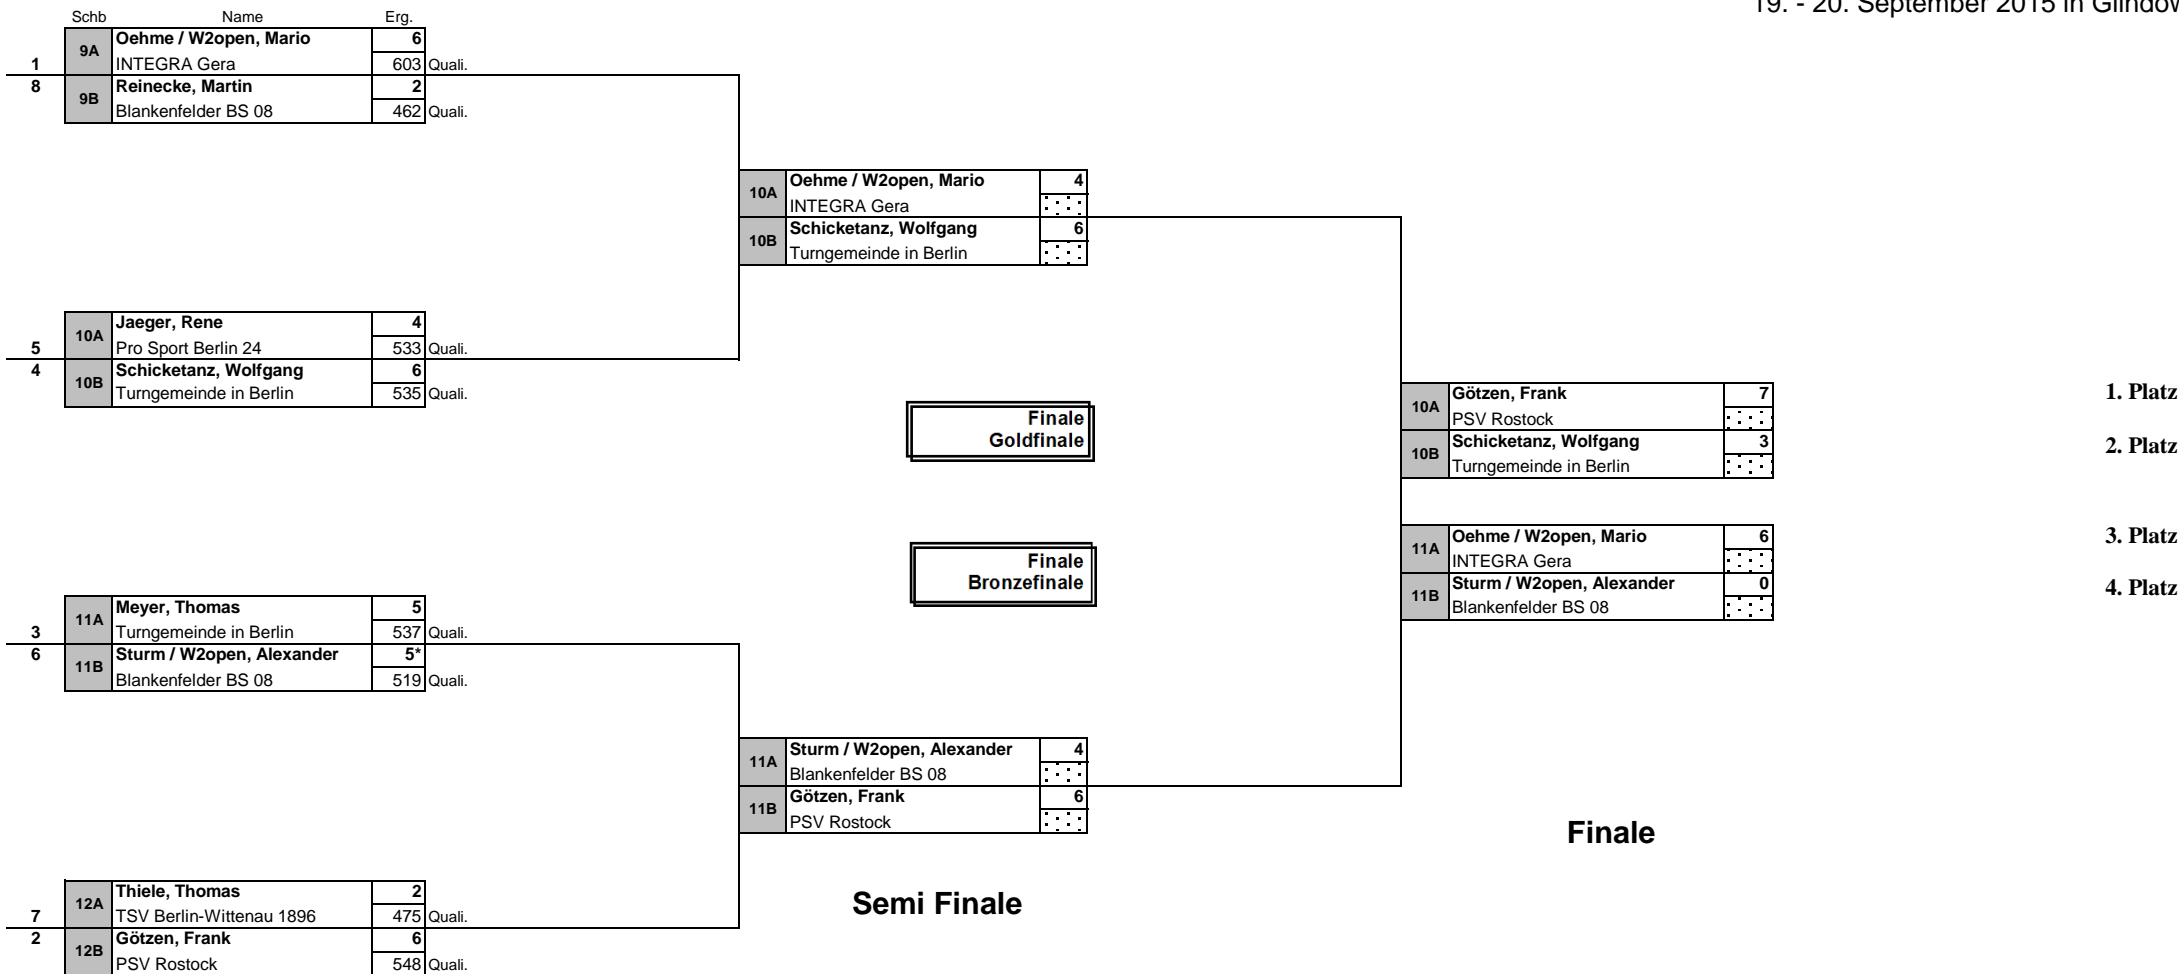 19. - 20. September 2015 in Glindow
Schb Name Erg.
9A Oehme / W2open, Mario 6
1 INTEGRA Gera 603 Quali.
8 9B Reinecke, Martin 2
Blankenfelder BS 08 462 Quali.
10A Oehme / W2open, Mario 4
INTEGRA Gera
10B Schicketanz, Wolfgang 6
Turngemeinde in Berlin
10A Jaeger, Rene 4
5 Pro Sport Berlin 24 533 Quali.
4 10B Schicketanz, Wolfgang 6
Turngemeinde in Berlin 535 Quali.
Finale
Goldfinale
10A Götzen, Frank 7 1. Platz
PSV Rostock
10B Schicketanz, Wolfgang 3 2. Platz
Turngemeinde in Berlin
Finale
Bronzefinale
11A Oehme / W2open, Mario 6 3. Platz
INTEGRA Gera
11B Sturm / W2open, Alexander 0 4. Platz
Blankenfelder BS 08
11A Meyer, Thomas 5
3 Turngemeinde in Berlin 537 Quali.
6 11B Sturm / W2open, Alexander 5*
Blankenfelder BS 08 519 Quali.
11A Sturm / W2open, Alexander 4
Blankenfelder BS 08
11B Götzen, Frank 6
PSV Rostock
Finale
Semi Finale
12A Thiele, Thomas 2
7 TSV Berlin-Wittenau 1896 475 Quali.
2 12B Götzen, Frank 6
PSV Rostock 548 Quali.